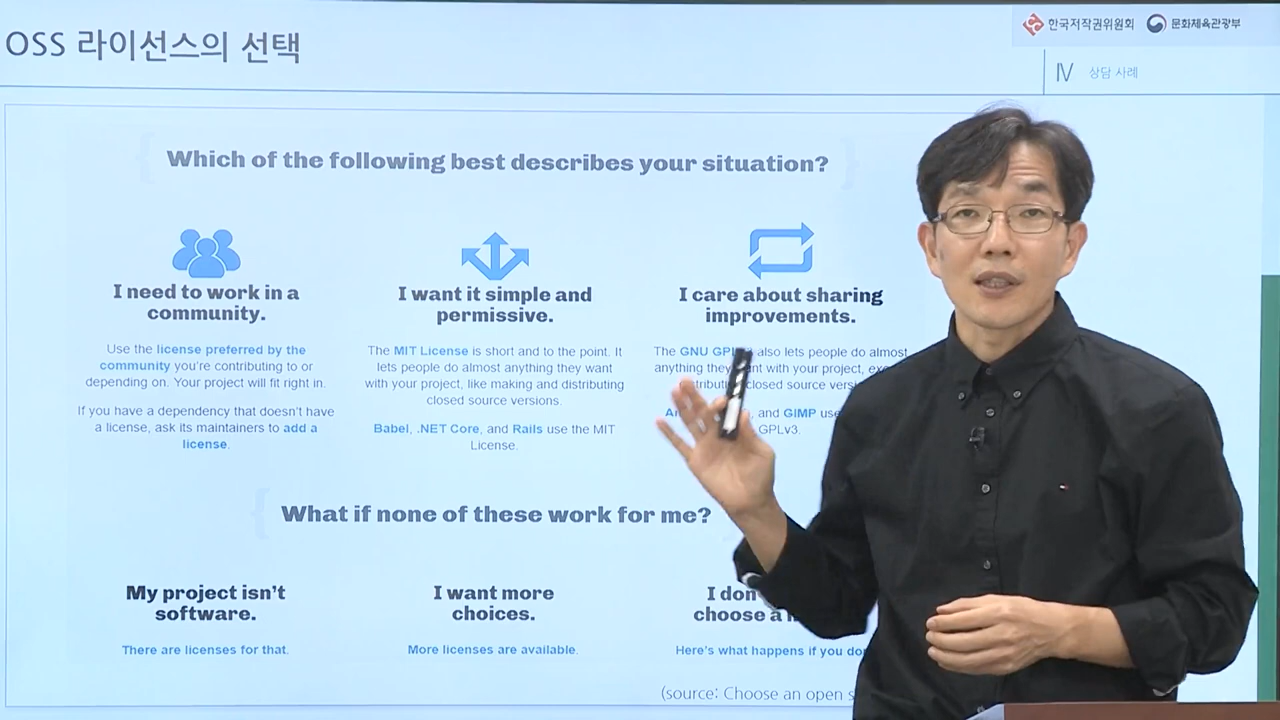 OSS 라이선스의 선택
한국저작권위원회 문화체육관광부
Ⅳ 상담 사례
Which of the following best describes your situation?
I need to work in a
community.
Use the license preferred by the
community you're contributing to or
depending on. Your project will fit right in.
If you have a dependency that doesn't have
a license, ask its maintainers to add a
license.
I want it simple and
permissive.
The MIT License is short and to the point. It
lets people do almost anything they want
with your project, like making and distributing
closed source versions.
Babel, .NET Core, and Rails use the MIT
License.
I care about sharing
improvements.
The GNU also lets people do almost
anything they with your project,
closed source
and GIMP use
GPLv3.
What if none of these work for me?
My project isn't
software.
There are licenses for that.
I want more
choices.
More licenses are available.
I
choose a
Here's what happens if you
(source: Choose an open